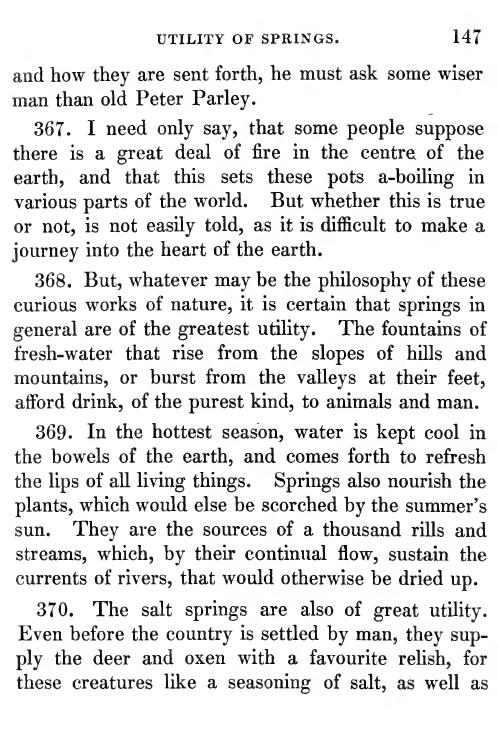 UTILITY OF SPRINGS. 147
and how they are sent forth, he must ask some wiser
man than old Peter Parley.
367. I need only say, that some people suppose
there is a great deal of fire in the centre of the
earth, and that this sets these pots a-boiling in
various parts of the world. But whether this is true
or not, is not easily told, as it is difficult to make a
journey into the heart of the earth.
368. But, whatever may be the philosophy of these
curious works of nature, it is certain that springs in
general are of the greatest utility. The fountains of
fresh-water that rise from the slopes of hills and
mountains, or burst from the valleys at their feet,
afford drink, of the purest kind, to animals and man.
369. In the hottest season, water is kept cool in
the bowels of the earth, and comes forth to refresh
the lips of all living things. Springs also nourish the
plants, which would else be scorched by the summer's
sun. They are the sources of a thousand rills and
streams, which, by their continual flow, sustain the
currents of rivers, that would otherwise be dried up.
370. The salt springs are also of great utility.
Even before the country is settled by man, they sup-
ply the deer and oxen with a favourite relish, for
these creatures like a seasoning of salt, as well as